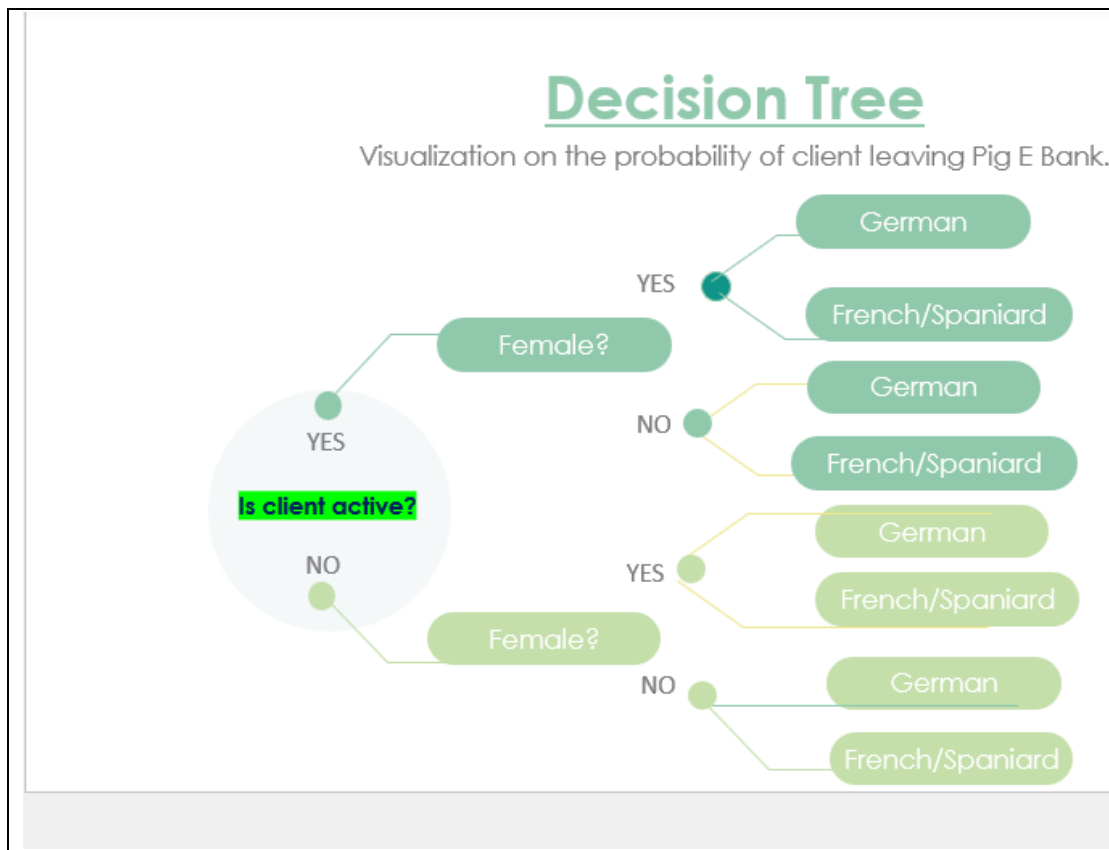 Decision Tree
Visualization on the probability of client leaving Pig E Bank.
German
YES
French/Spaniard
Female?
German
YES
NO
French/Spaniard
Is client active?
German
NO
YES
French/Spaniard
Female?
German
NO
French/Spaniard